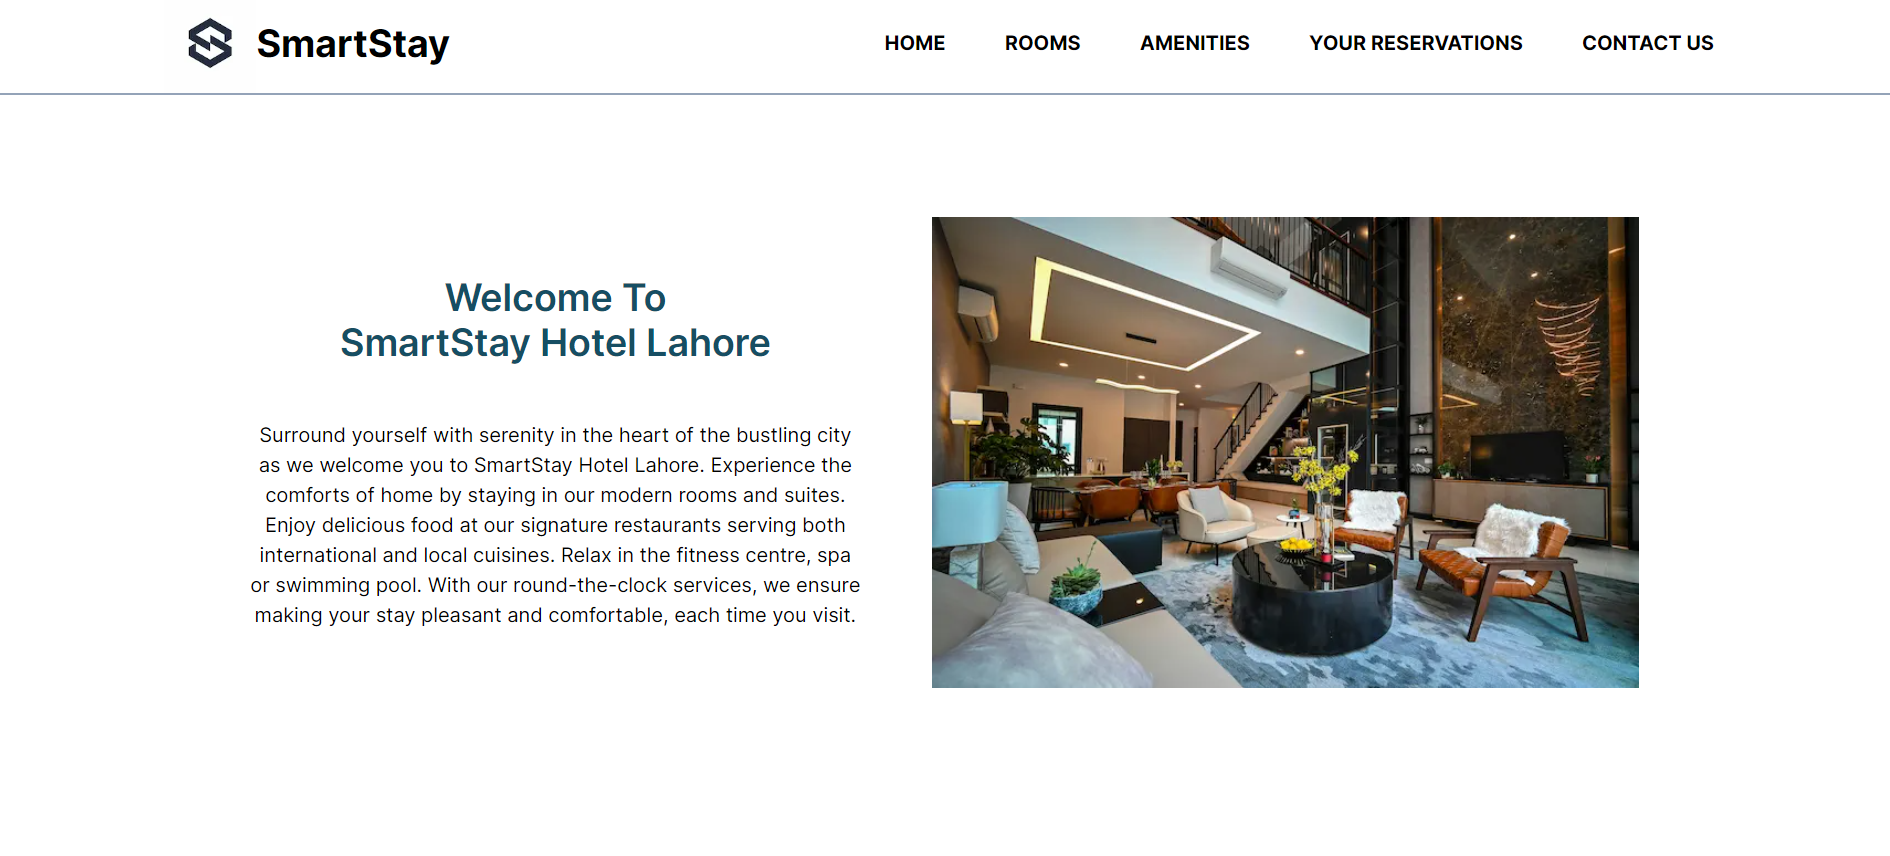 SmartStay
HOME ROOMS AMENITIES YOUR RESERVATIONS CONTACT US
Welcome To
SmartStay Hotel Lahore
Surround yourself with serenity in the heart of the bustling city
as we welcome you to SmartStay Hotel Lahore. Experience the
comforts of home by staying in our modern rooms and suites.
Enjoy delicious food at our signature restaurants serving both
international and local cuisines. Relax in the fitness centre, spa
or swimming pool. With our round-the-clock services, we ensure
making your stay pleasant and comfortable, each time you visit.